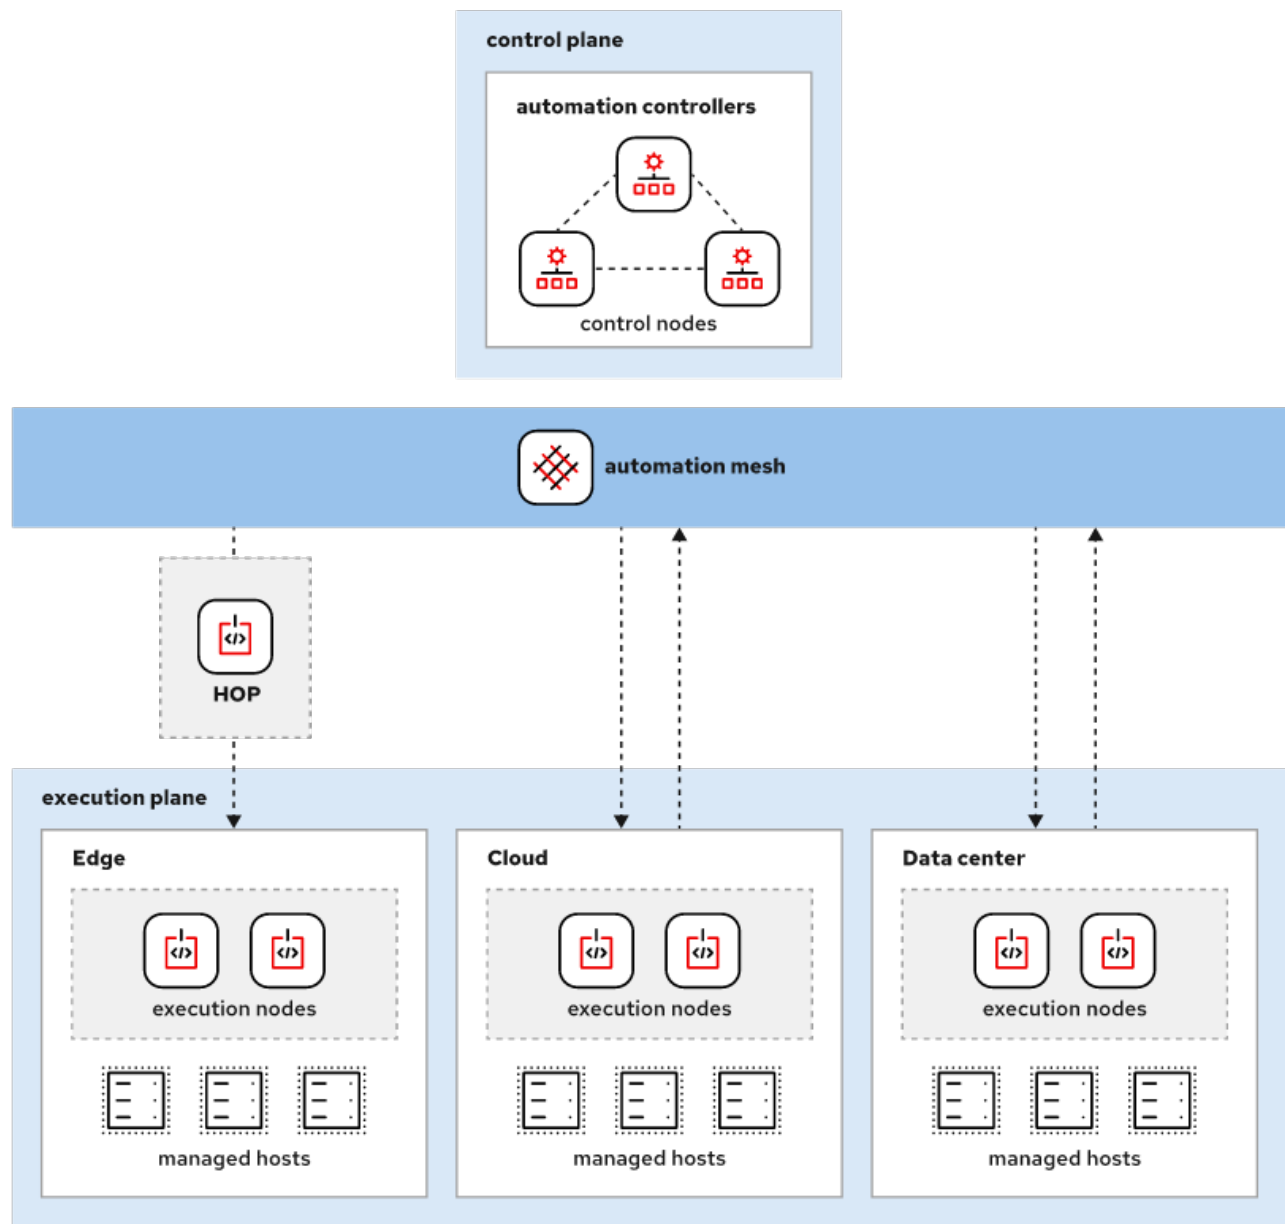 control plane
automation controllers
control nodes
automation mesh
</>
HOP
execution plane
Edge
Cloud
Data center
</> </>
</> </>
</> </>
execution nodes
execution nodes
execution nodes
managed hosts
managed hosts
managed hosts